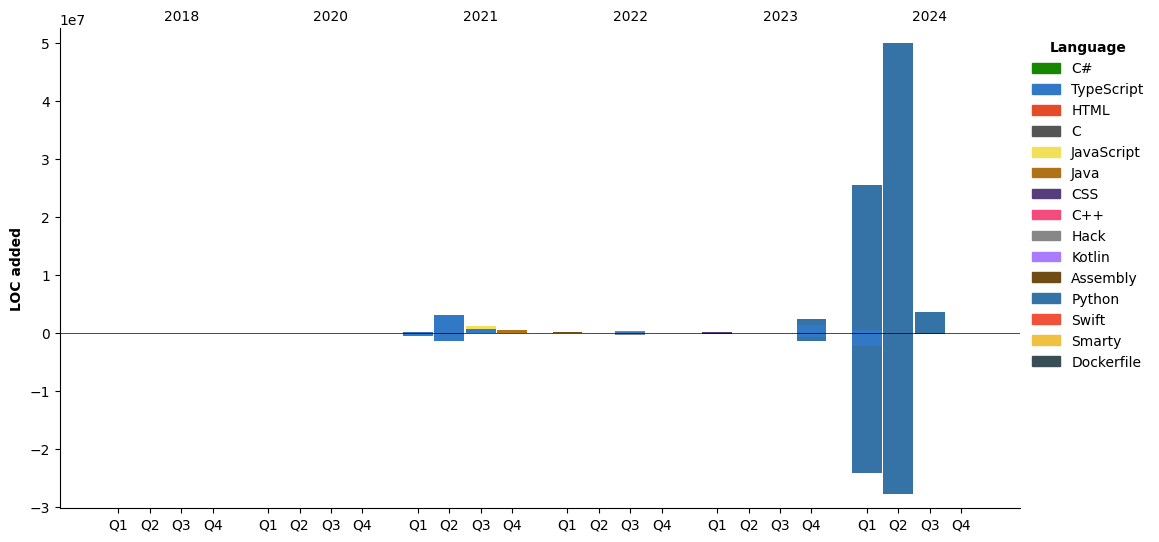 2018 2020 2021 2022 2023 2024
1e7
5
4
3
2
1
0
−1
−2
−3
LOC added
Q1 Q2 Q3 Q4 Q1 Q2 Q3 Q4 Q1 Q2 Q3 Q4 Q1 Q2 Q3 Q4 Q1 Q2 Q3 Q4 Q1 Q2 Q3 Q4
Language
C#
TypeScript
HTML
C
JavaScript
Java
CSS
C++
Hack
Kotlin
Assembly
Python
Swift
Smarty
Dockerfile